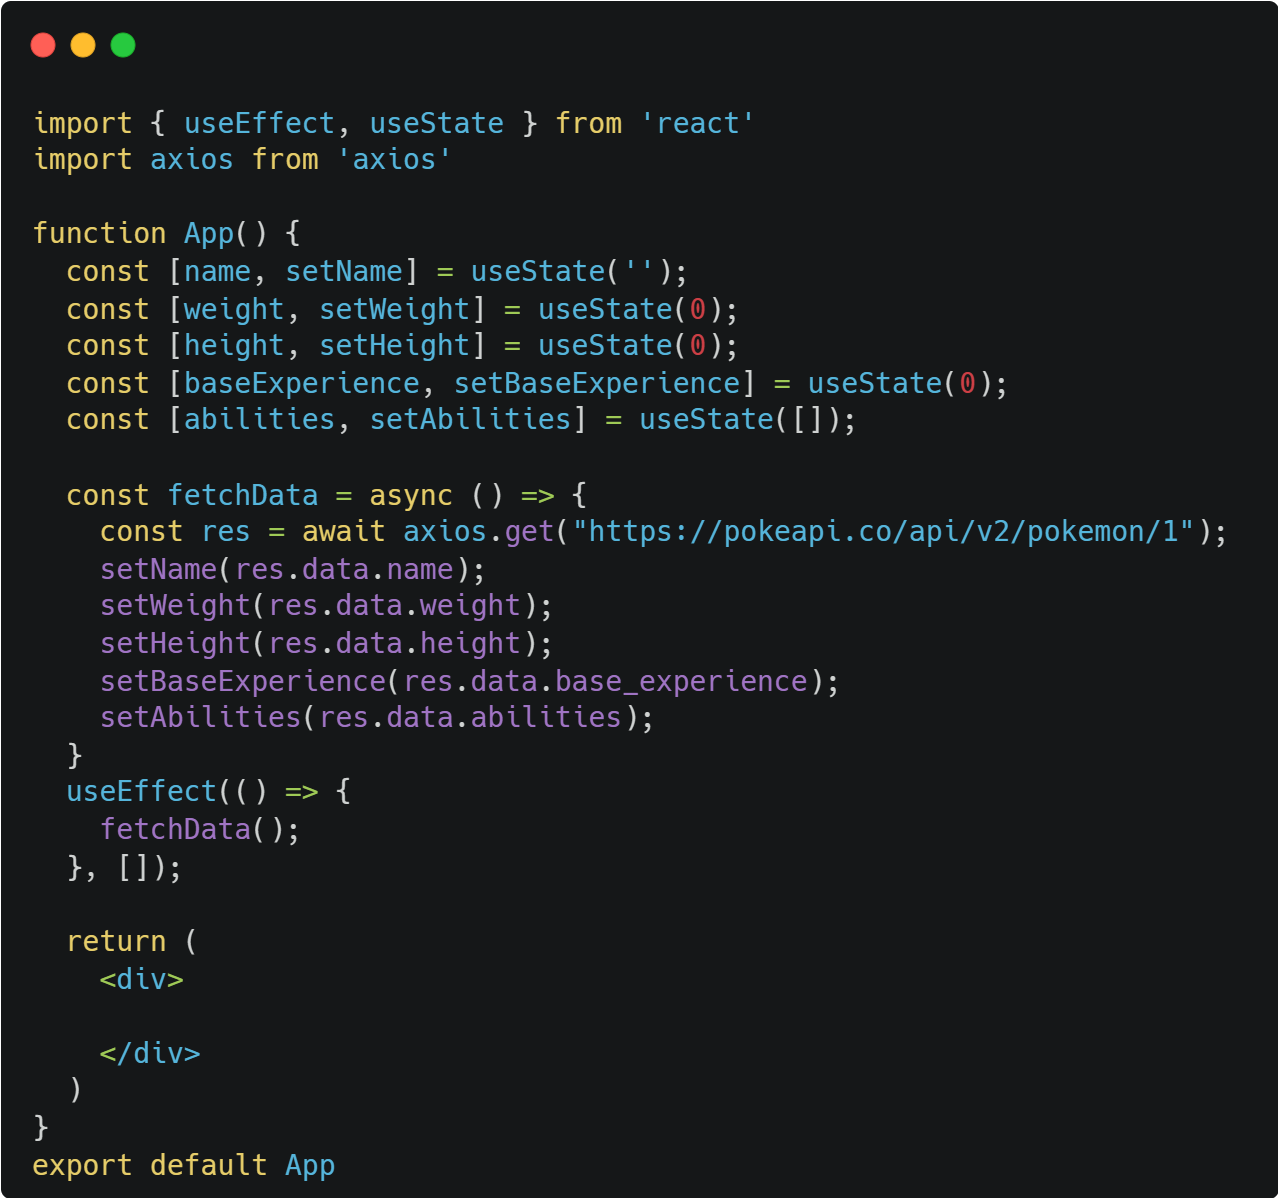 import { useEffect, useState } from 'react'
import axios from 'axios'

function App() {
  const [name, setName] = useState('');
  const [weight, setWeight] = useState(0);
  const [height, setHeight] = useState(0);
  const [baseExperience, setBaseExperience] = useState(0);
  const [abilities, setAbilities] = useState([]);

  const fetchData = async () => {
    const res = await axios.get("https://pokeapi.co/api/v2/pokemon/1");
    setName(res.data.name);
    setWeight(res.data.weight);
    setHeight(res.data.height);
    setBaseExperience(res.data.base_experience);
    setAbilities(res.data.abilities);
  }
  useEffect(() => {
    fetchData();
  }, []);

  return (
    <div>

    </div>
  )
}
export default App